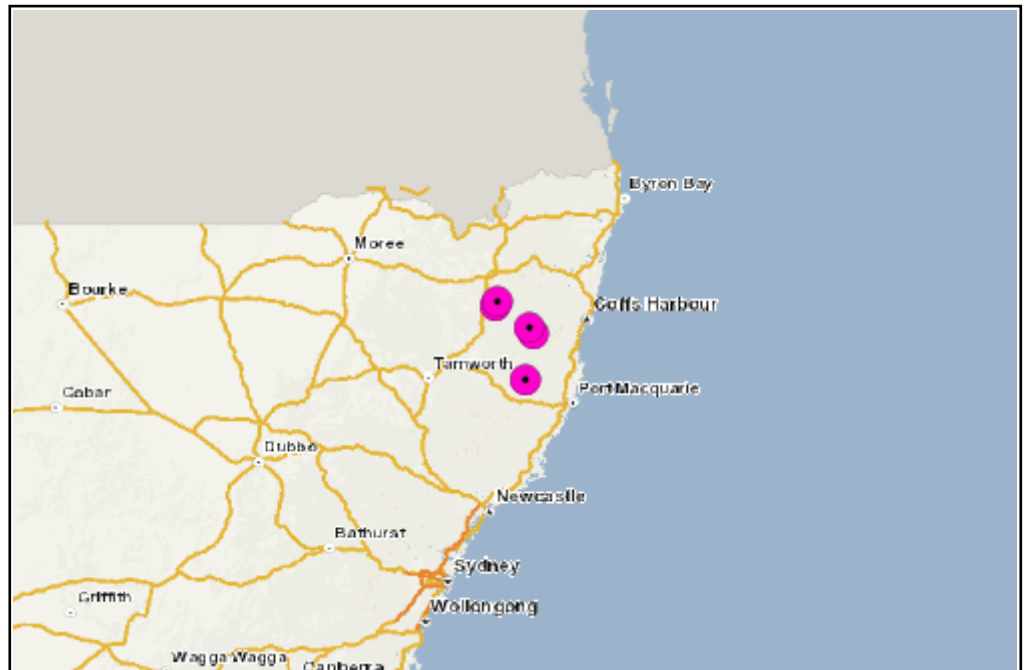 Byron Bay
Moree
Bourke
Coffs Harbour
Tamworth
Port Macquarie
Cobar
Dubbo
Newcastle
Bathurst
Sydney
Griffith
Wollongong
Wagga Wagga
Canberra